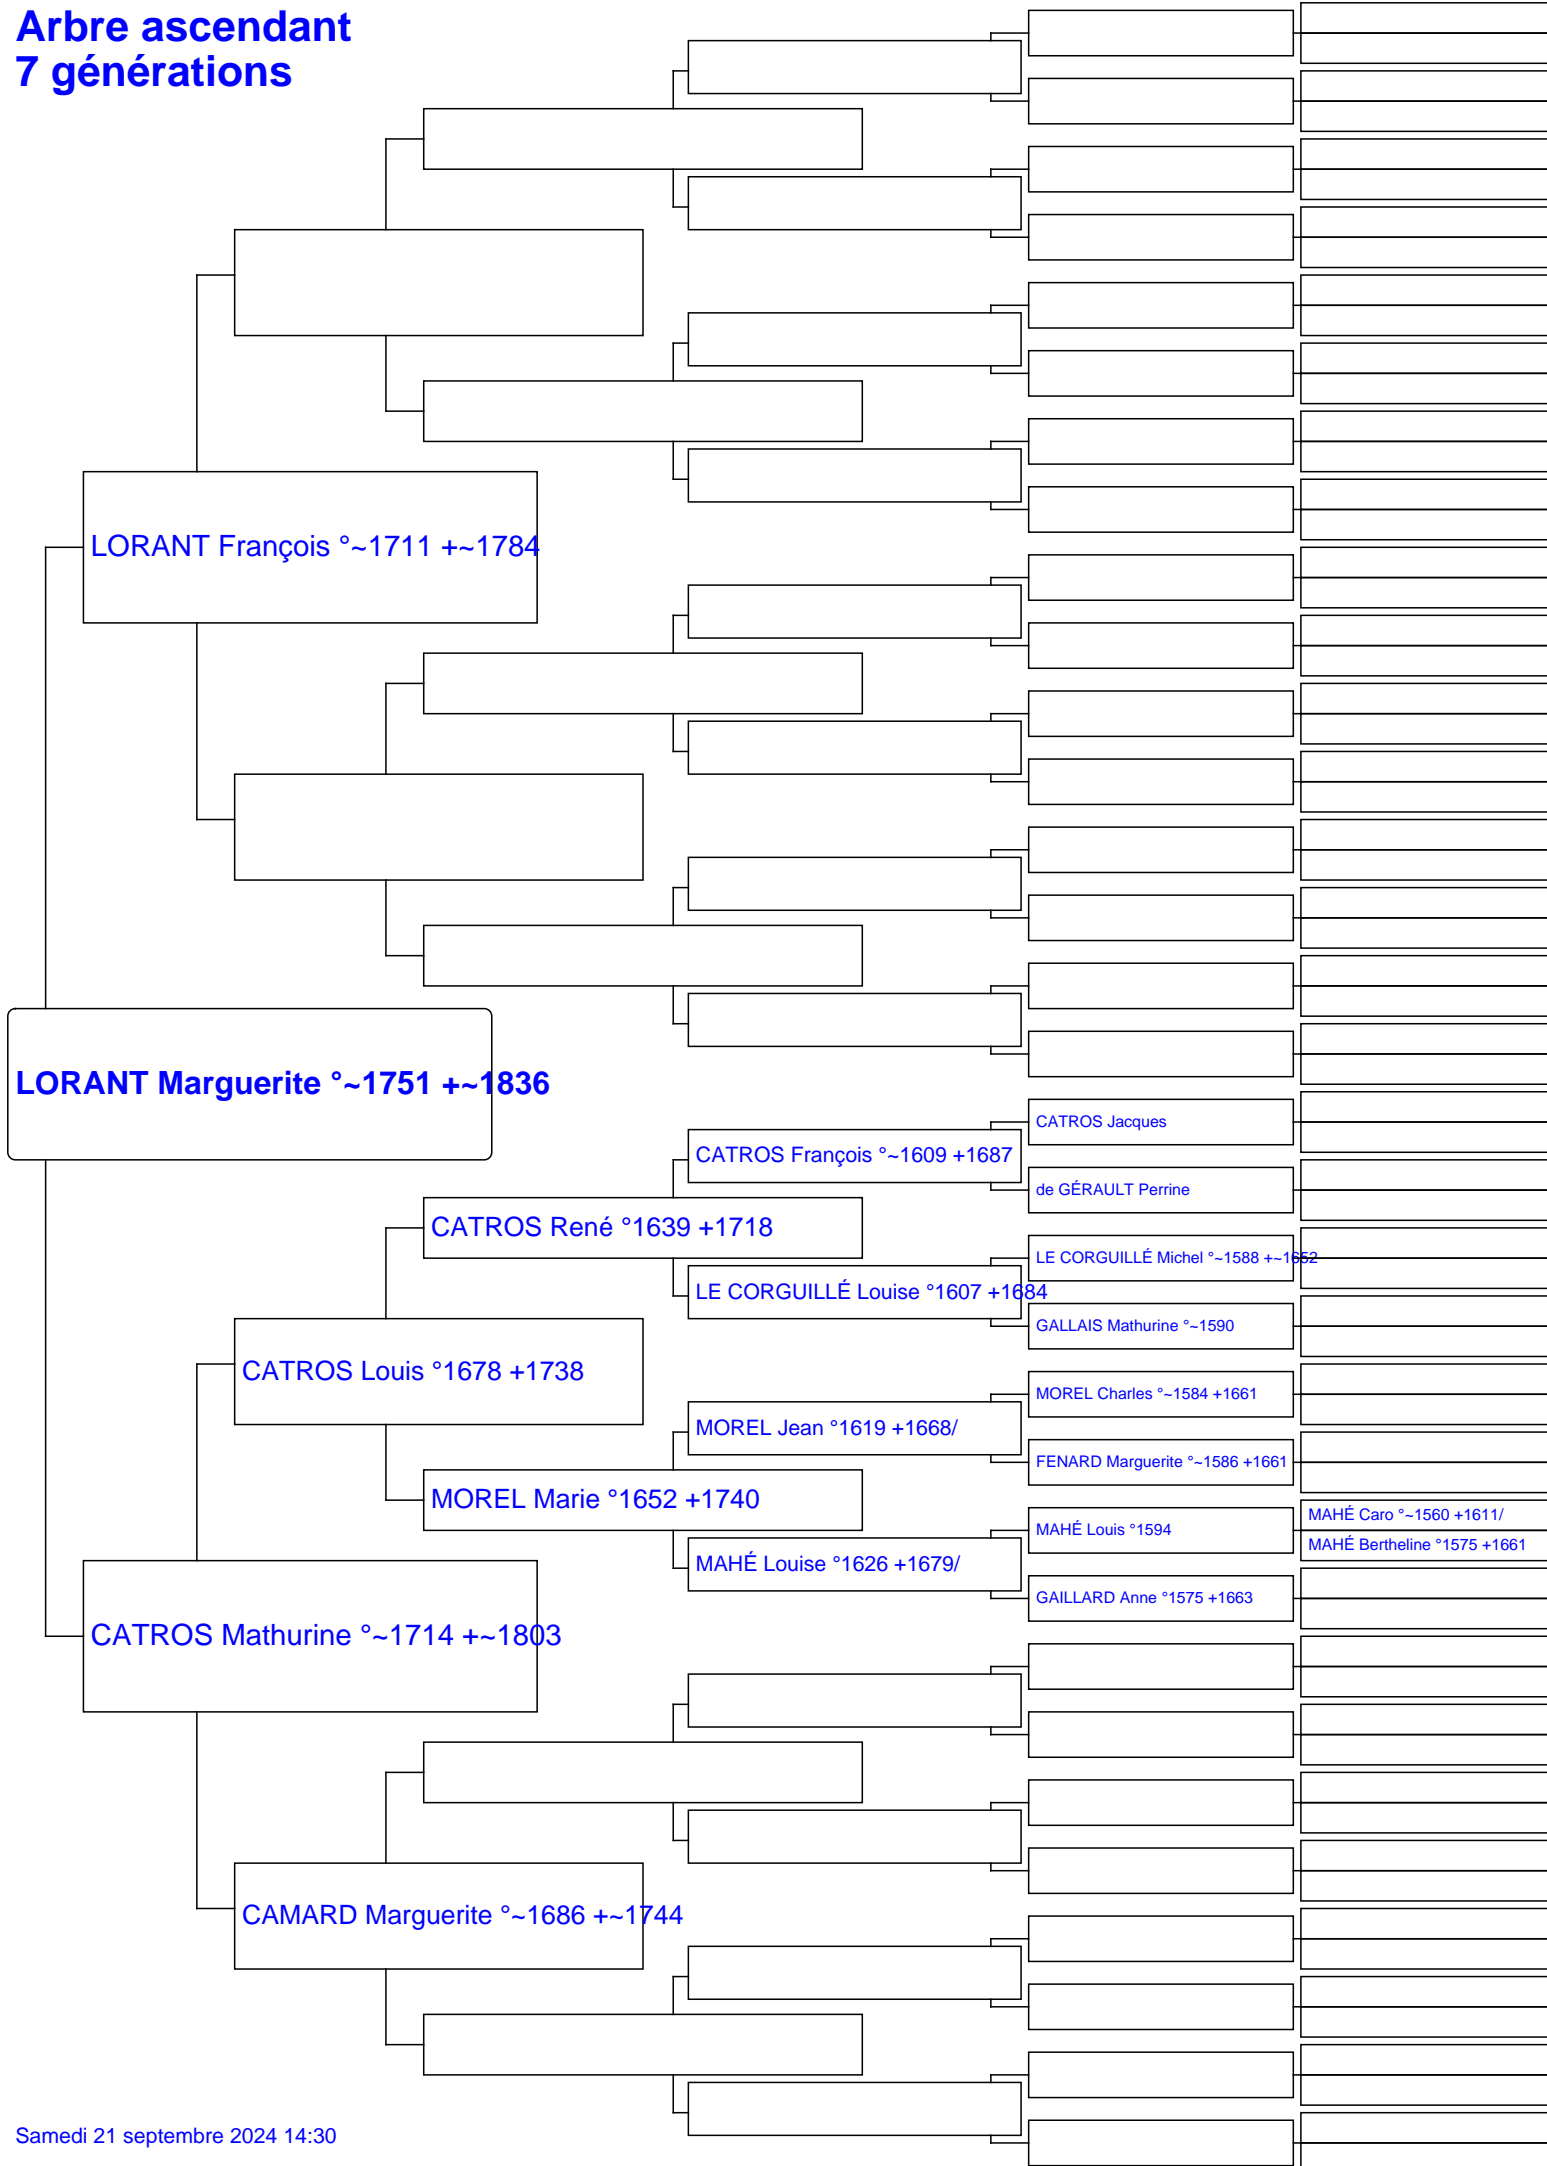 Arbre ascendant
7 générations
LORANT François °~1711 +~1784
LORANT Marguerite °~1751 +~1836
CATROS Jacques
CATROS François °~1609 +1687
de GÉRAULT Perrine
CATROS René °1639 +1718
LE CORGUILLÉ Michel °~1588 +~1652
LE CORGUILLÉ Louise °1607 +1684
GALLAIS Mathurine °~1590
CATROS Louis °1678 +1738
MOREL Charles °~1584 +1661
MOREL Jean °1619 +1668/
FENARD Marguerite °~1586 +1661
MOREL Marie °1652 +1740
MAHÉ Caro °~1560 +1611/
MAHÉ Louis °1594
MAHÉ Bertheline °1575 +1661
MAHÉ Louise °1626 +1679/
GAILLARD Anne °1575 +1663
CATROS Mathurine °~1714 +~1803
CAMARD Marguerite °~1686 +~1744
Samedi 21 septembre 2024 14:30